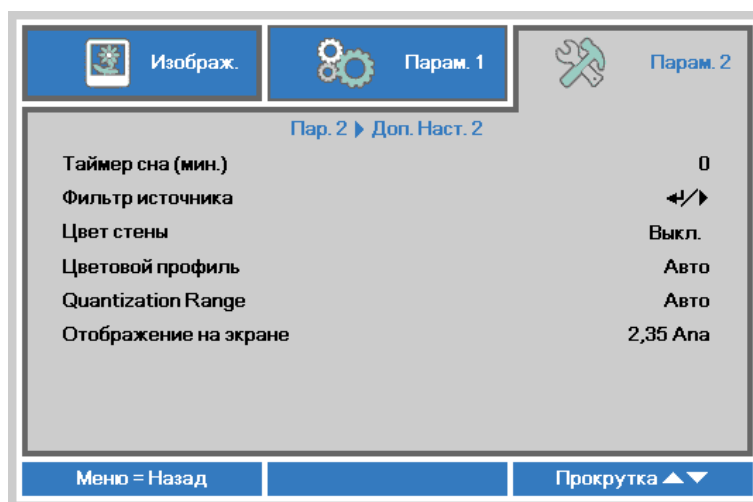 Изображ. Парам. 1 Парам. 2
Пар. 2 Доп. Наст. 2
Таймер сна (мин.) 0
Фильтр источника
Цвет стены Выкл.
Цветовой профиль Авто
Quantization Range Авто
Отображение на экране 2,35 Ana
Меню = Назад Прокрутка